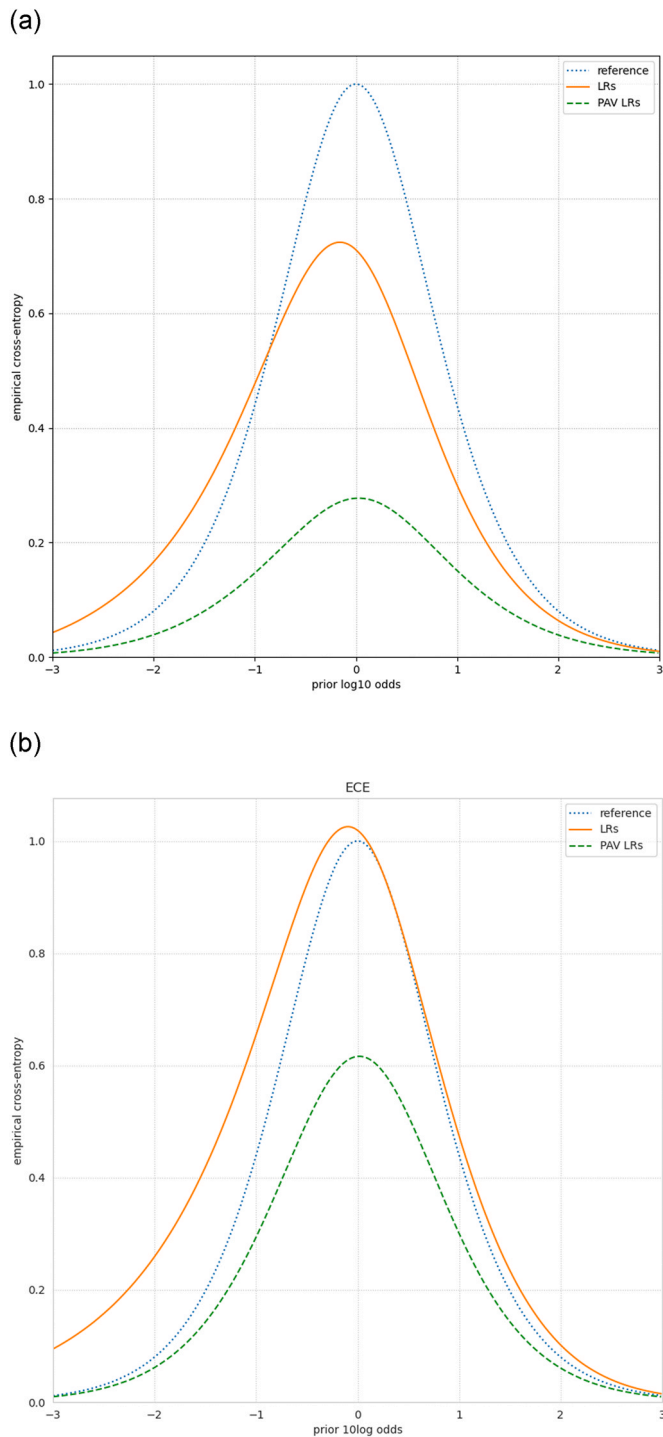 (a)
reference
LRs
PAV LRs
1.0
0.8
0.6
0.4
0.2
0.0
empirical cross-entropy
−3 −2 −1 0 1 2 3
prior log10 odds
(b)
ECE
reference
LRs
PAV LRs
1.0
0.8
0.6
0.4
0.2
0.0
empirical cross-entropy
−3 −2 −1 0 1 2 3
prior 10log odds